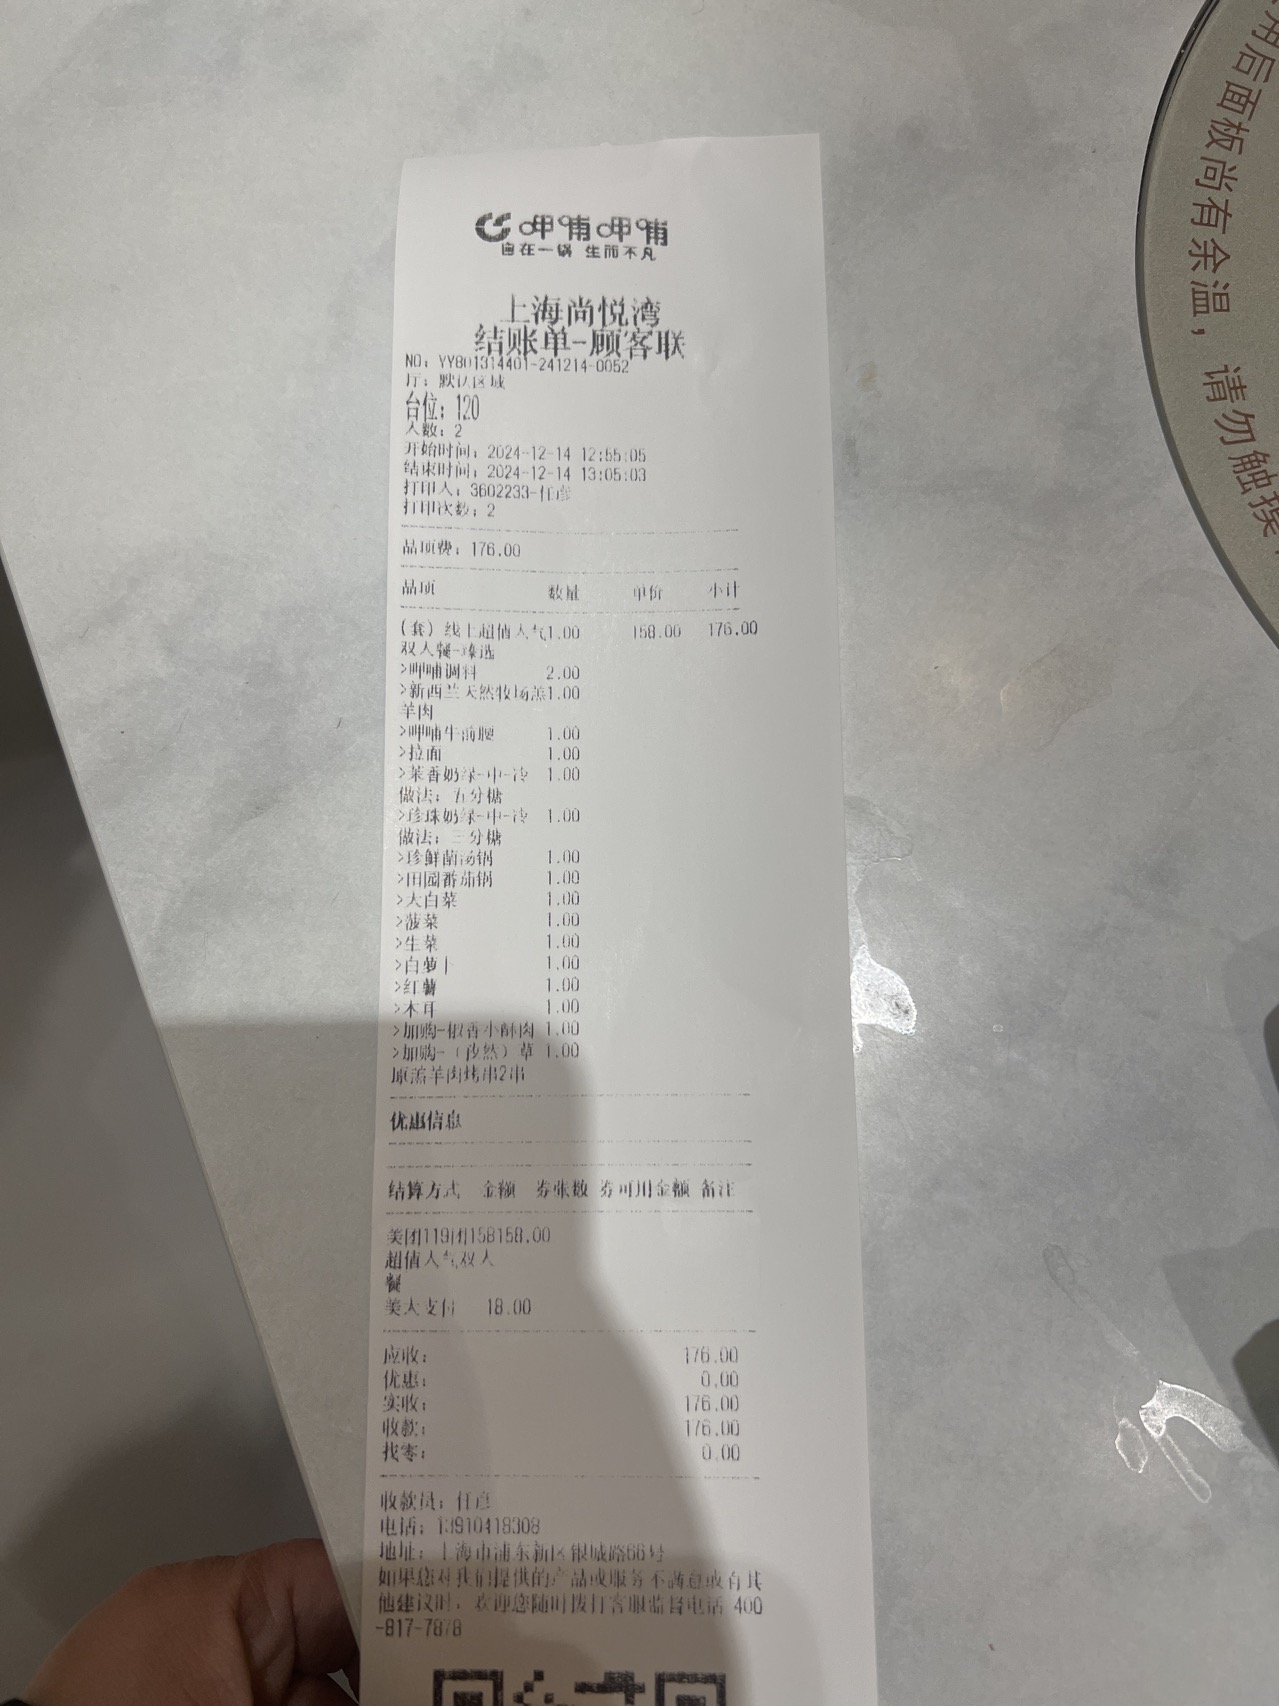 呷哺呷哺
自在一锅 生而不凡
上海尚悦湾
结账单-顾客联
NO: YY801314401-241214-0052
厅: 默认区域
台位: 120
人数: 2
开始时间: 2024-12-14 12:55:05
结束时间: 2024-12-14 13:05:03
打印人: 3602233-任彦
打印次数: 2
品项费: 176.00
品项 数量 单价 小计
(套) 线上超值人气1.00 158.00 176.00
双人餐-臻选
>呷哺调料 2.00
>新西兰天然牧场羔1.00
羊肉
>呷哺牛前腰 1.00
>拉面 1.00
>茉香奶绿-中-冷 1.00
做法: 五分糖
>珍珠奶绿-中-冷 1.00
做法: 三分糖
>珍鲜菌汤锅 1.00
>田园番茄锅 1.00
>大白菜 1.00
>菠菜 1.00
>生菜 1.00
>白萝卜 1.00
>红薯 1.00
>木耳 1.00
>加购-椒香小酥肉 1.00
>加购-(孜然)草 1.00
原羔羊肉烤串2串
优惠信息
结算方式 金额 券张数 券可用金额 备注
美团119团158158.00
超值人气双人
餐
美大支付 18.00
应收: 176.00
优惠: 0.00
实收: 176.00
收款: 176.00
找零: 0.00
收款员: 任彦
电话: 13910418308
地址: 上海市浦东新区银城路66号
如果您对我们提供的产品或服务不满意或有其
他建议时, 欢迎您随时拨打客服监督电话 400
-817-7878
用后面板尚有余温, 请勿触摸